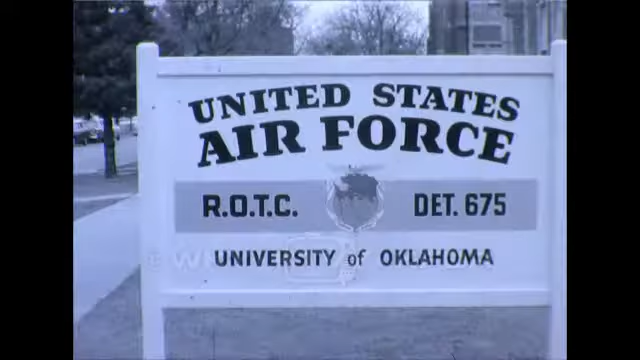 UNITED STATES
AIR FORCE
R.O.T.C. DET. 675
UNIVERSITY of OKLAHOMA